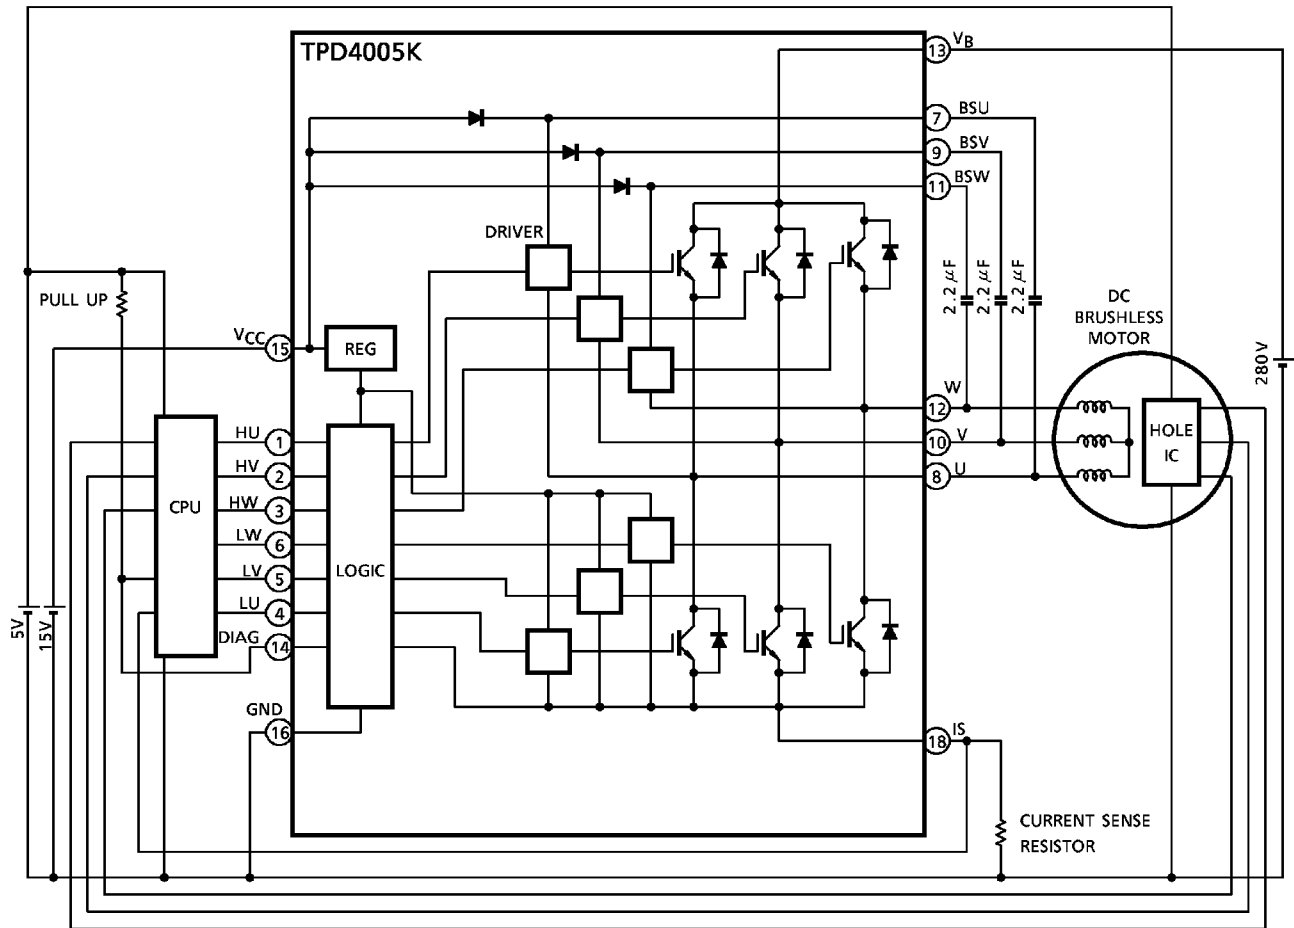 TPD4005K
13
VB
7
BSU
9
BSV
11
BSW
DRIVER
2.2μF
2.2μF
2.2μF
PULL UP
DC
BRUSHLESS
MOTOR
VCC
15
REG
280V
W
12
HU
1
V
10
HOLE
IC
HV
2
U
8
CPU
HW
3
LW
6
LV
5
LOGIC
LU
4
5V
15V
DIAG
14
GND
16
IS
18
CURRENT SENSE
RESISTOR